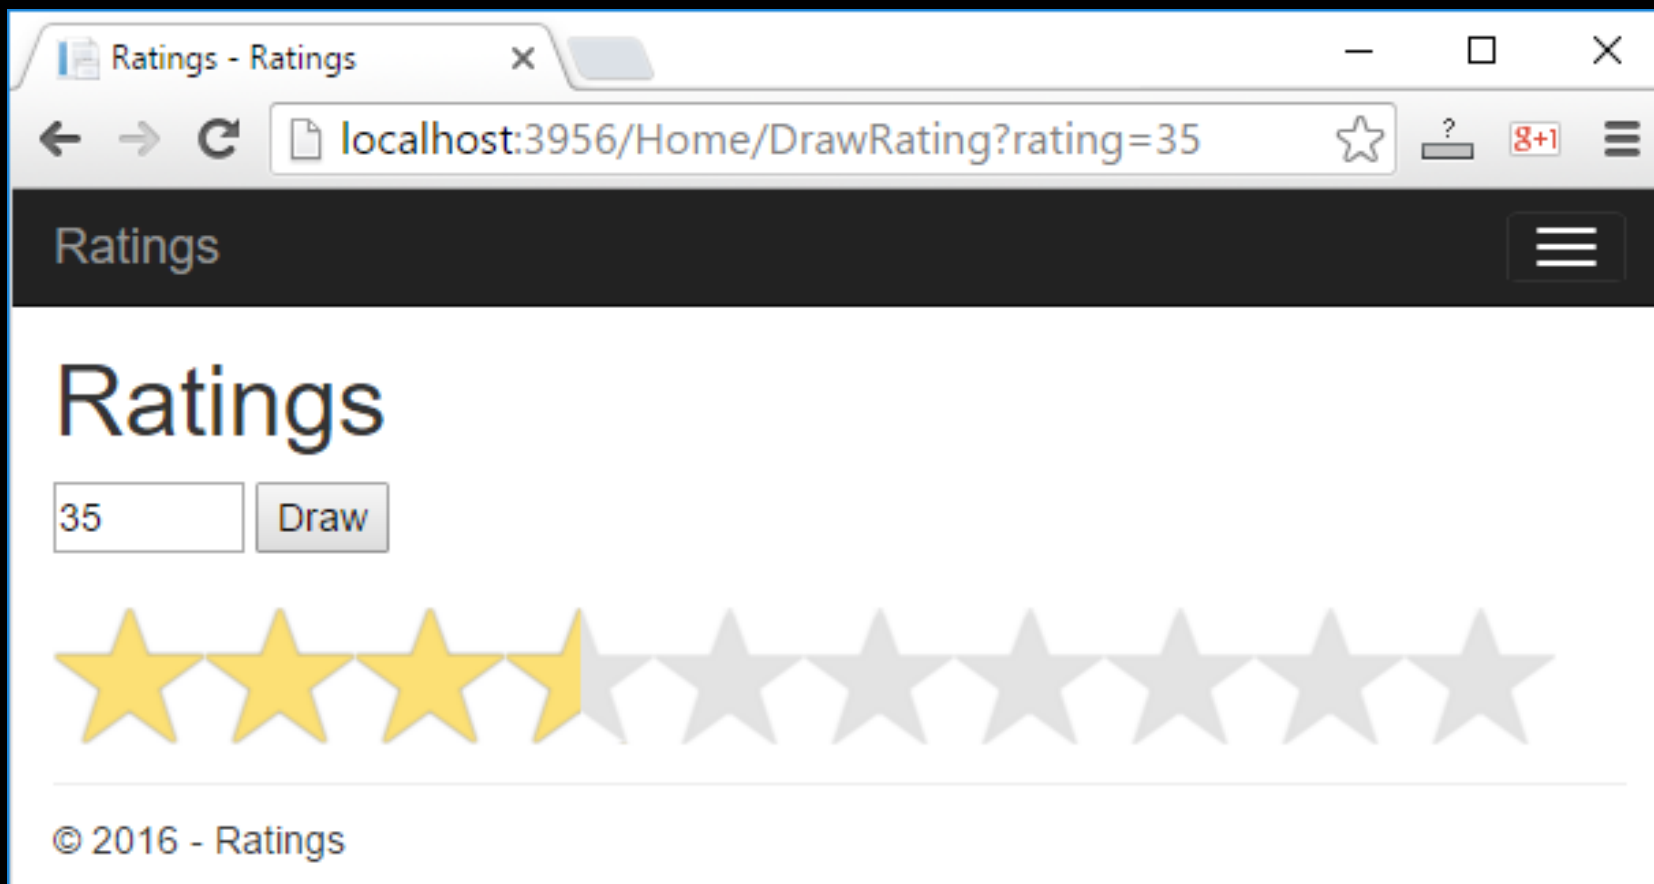 Ratings - Ratings
localhost:3956/Home/DrawRating?rating=35
?
g+1
Ratings
Ratings
35 Draw
© 2016 - Ratings